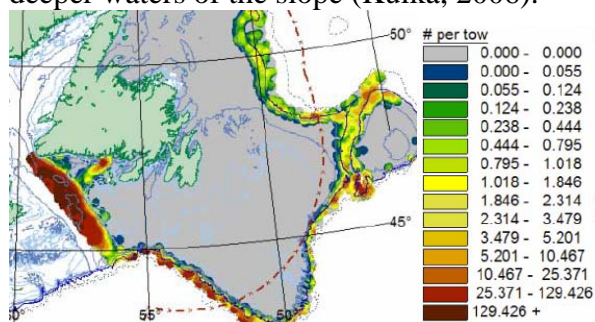 deeper waters of the slope (Kulka, 2006).
# per tow
0.000 - 0.000
0.000 - 0.055
0.055 - 0.124
0.124 - 0.238
0.238 - 0.444
0.444 - 0.795
0.795 - 1.018
1.018 - 1.846
1.846 - 2.314
2.314 - 3.479
3.479 - 5.201
5.201 - 10.467
10.467 - 25.371
25.371 - 129.426
129.426 +
50°
45°
55°
50°